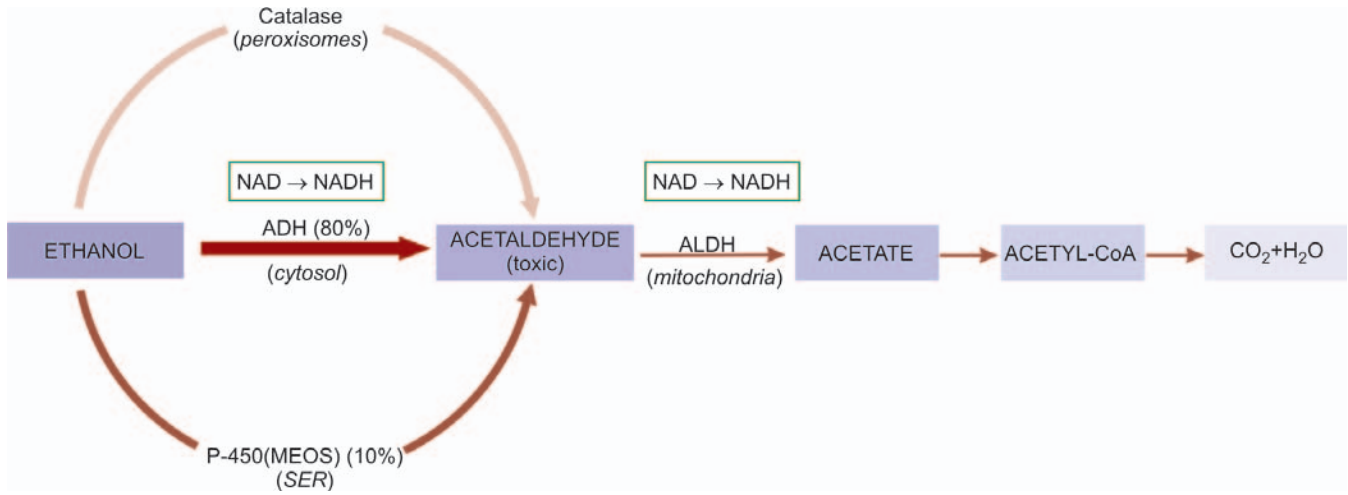 Catalase
(peroxisomes)
NAD → NADH
NAD → NADH
ETHANOL
ADH (80%)
(cytosol)
ACETALDEHYDE
(toxic)
ALDH
(mitochondria)
ACETATE
ACETYL-CoA
CO₂+H₂O
P-450(MEOS) (10%)
(SER)